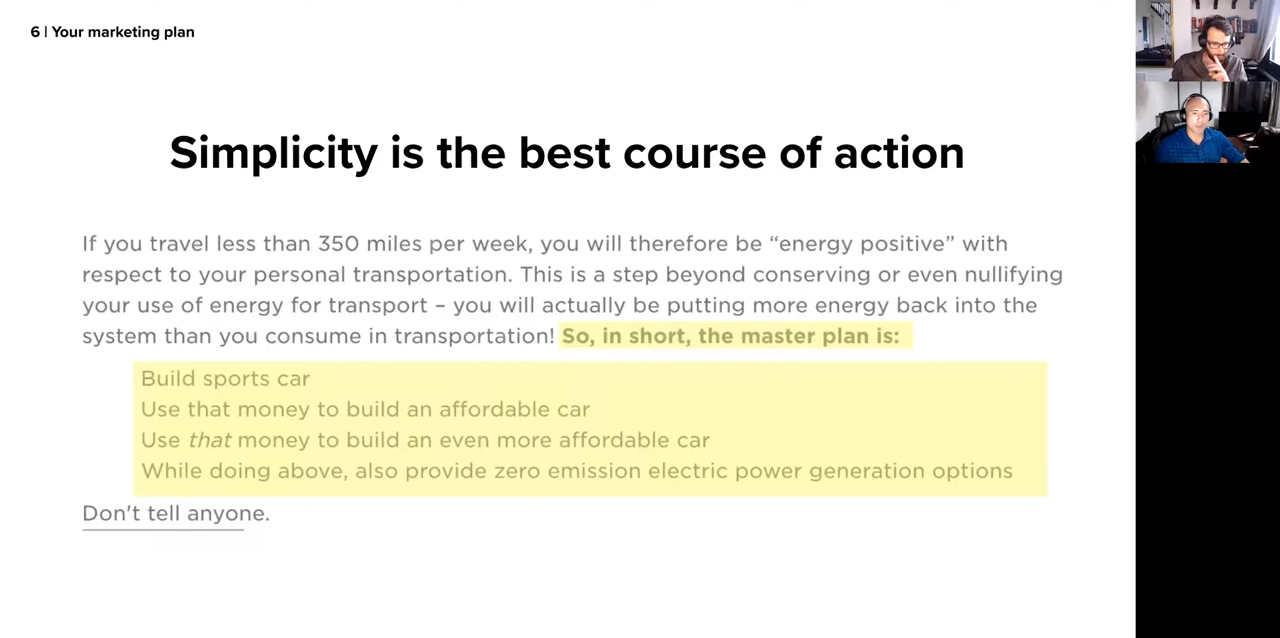 6 | Your marketing plan
Simplicity is the best course of action
If you travel less than 350 miles per week, you will therefore be “energy positive” with
respect to your personal transportation. This is a step beyond conserving or even nullifying
your use of energy for transport – you will actually be putting more energy back into the
system than you consume in transportation! So, in short, the master plan is:
Build sports car
Use that money to build an affordable car
Use that money to build an even more affordable car
While doing above, also provide zero emission electric power generation options
Don't tell anyone.